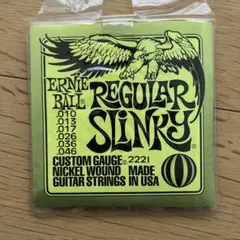 ERNIE BALL
REGULAR
SLINKY
.010
.013
.017
.026
.036
.046
CUSTOM GAUGE 2221
NICKEL WOUND MADE
GUITAR STRINGS IN USA